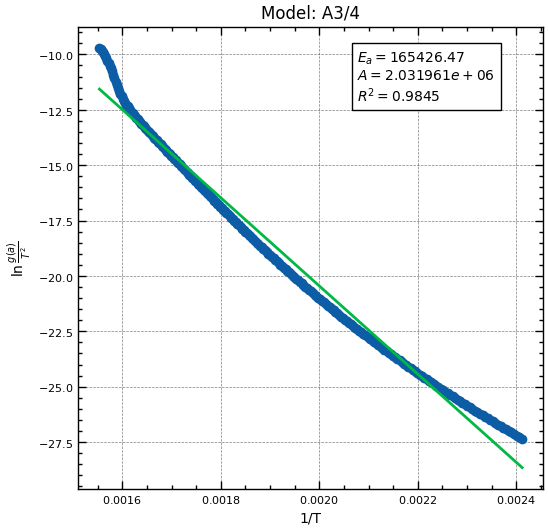 Model: A3/4
E_a = 165426.47
A = 2.031961e + 06
R^2 = 0.9845
−10.0
−12.5
−15.0
−17.5
−20.0
−22.5
−25.0
−27.5
ln g(a)/T^2
0.0016 0.0018 0.0020 0.0022 0.0024
1/T